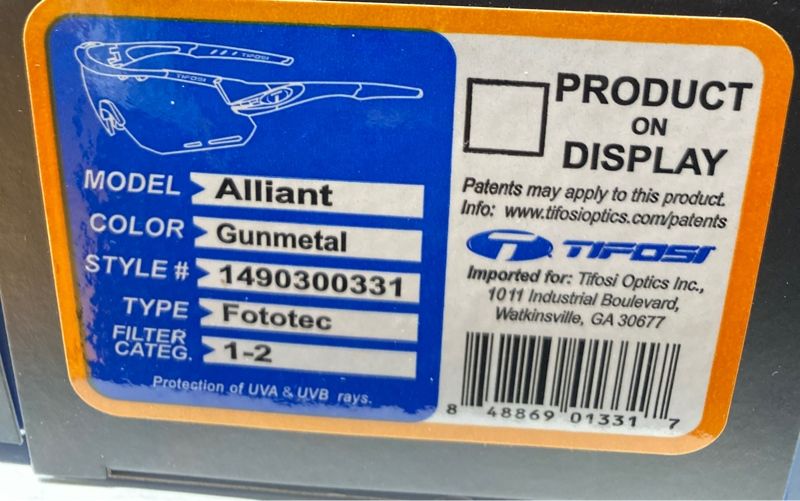 TIFOSI
TIFOSI
MODEL Alliant
COLOR Gunmetal
STYLE # 1490300331
TYPE Fototec
FILTER CATEG. 1-2
Protection of UVA & UVB rays.
PRODUCT
ON
DISPLAY
Patents may apply to this product.
Info: www.tifosioptics.com/patents
TIFOSI
Imported for: Tifosi Optics Inc.,
1011 Industrial Boulevard,
Watkinsville, GA 30677
8 48869 01331 7